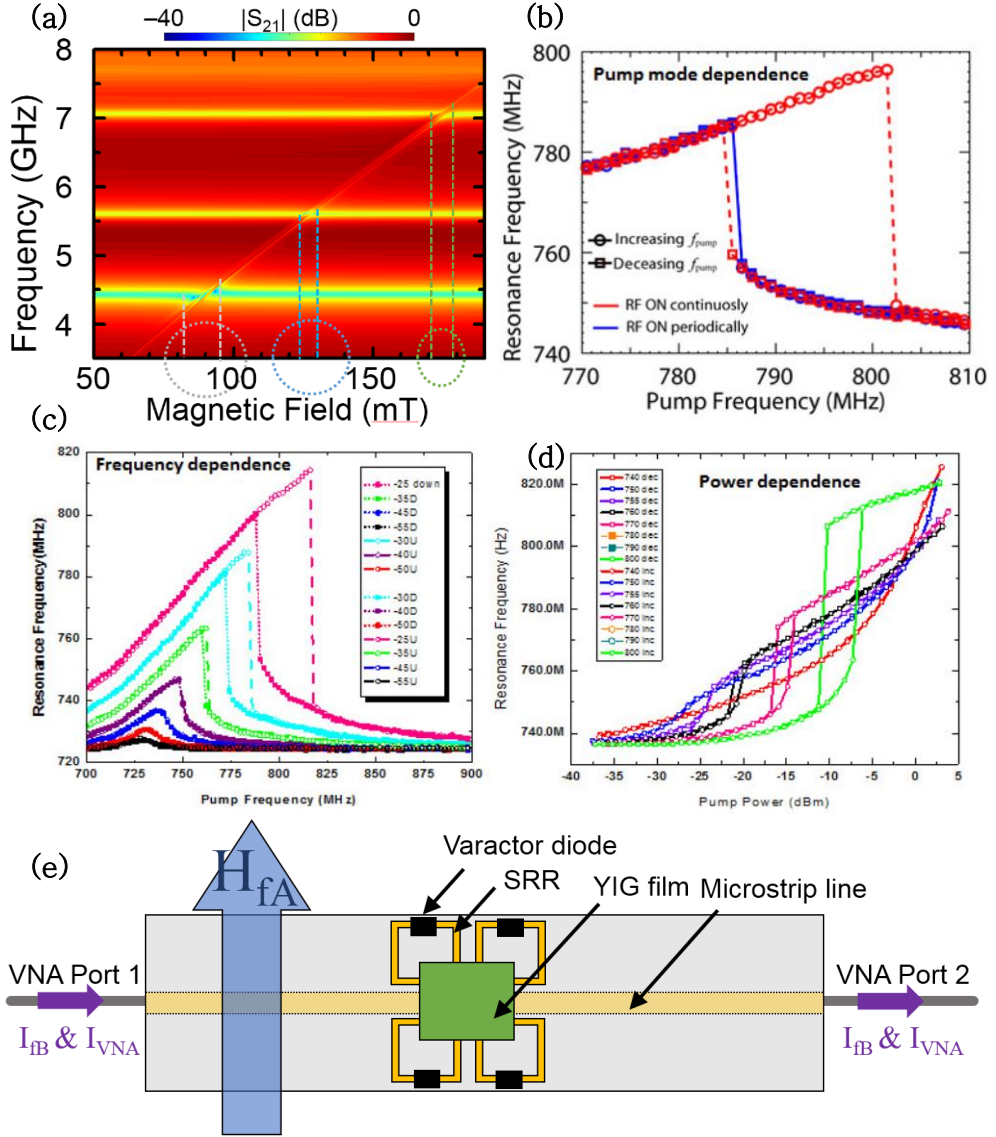 (a)
|S21| (dB)
–40
0
8
7
6
5
4
Frequency (GHz)
50
100
150
Magnetic Field (mT)
(b)
Pump mode dependence
800
780
760
740
Resonance Frequency (MHz)
Increasing fpump
Deceasing fpump
RF ON continuosly
RF ON periodically
770
780
790
800
810
Pump Frequency (MHz)
(c)
Frequency dependence
820
800
780
760
740
720
Resonance Frequency(MHz)
-25 down
-35D
-45D
-55D
-30U
-40U
-50U
-30D
-40D
-50D
-25U
-35U
-45U
-55U
700
725
750
775
800
825
850
875
900
Pump Frequency (MHz)
(d)
Power dependence
820.0M
800.0M
780.0M
760.0M
740.0M
Resonance Frequency (Hz)
740 dec
750 dec
755 dec
760 dec
770 dec
780 dec
790 dec
800 dec
740 inc
750 inc
755 inc
760 inc
770 inc
780 inc
790 inc
800 inc
-40
-35
-30
-25
-20
-15
-10
-5
0
5
Pump Power (dBm)
(e)
HfA
Varactor diode
SRR
YIG film
Microstrip line
VNA Port 1
IfB & IVNA
VNA Port 2
IfB & IVNA